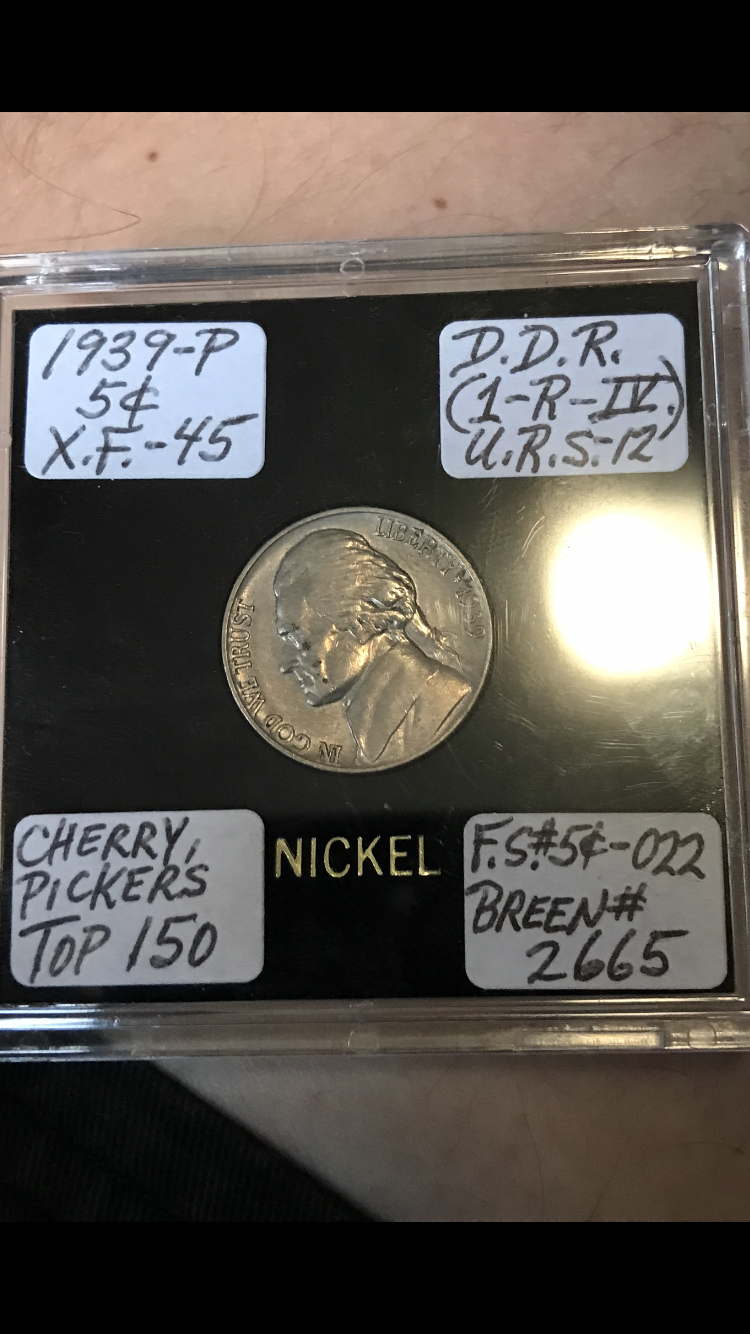 1939-P
5¢
X.F.-45
D.D.R.
(1-R-IV.)
U.R.S.-12
LIBERTY★1939
IN GOD WE TRUST
CHERRY,
PICKERS
TOP 150
NICKEL
F.S.#5¢-022
BREEN#
2665